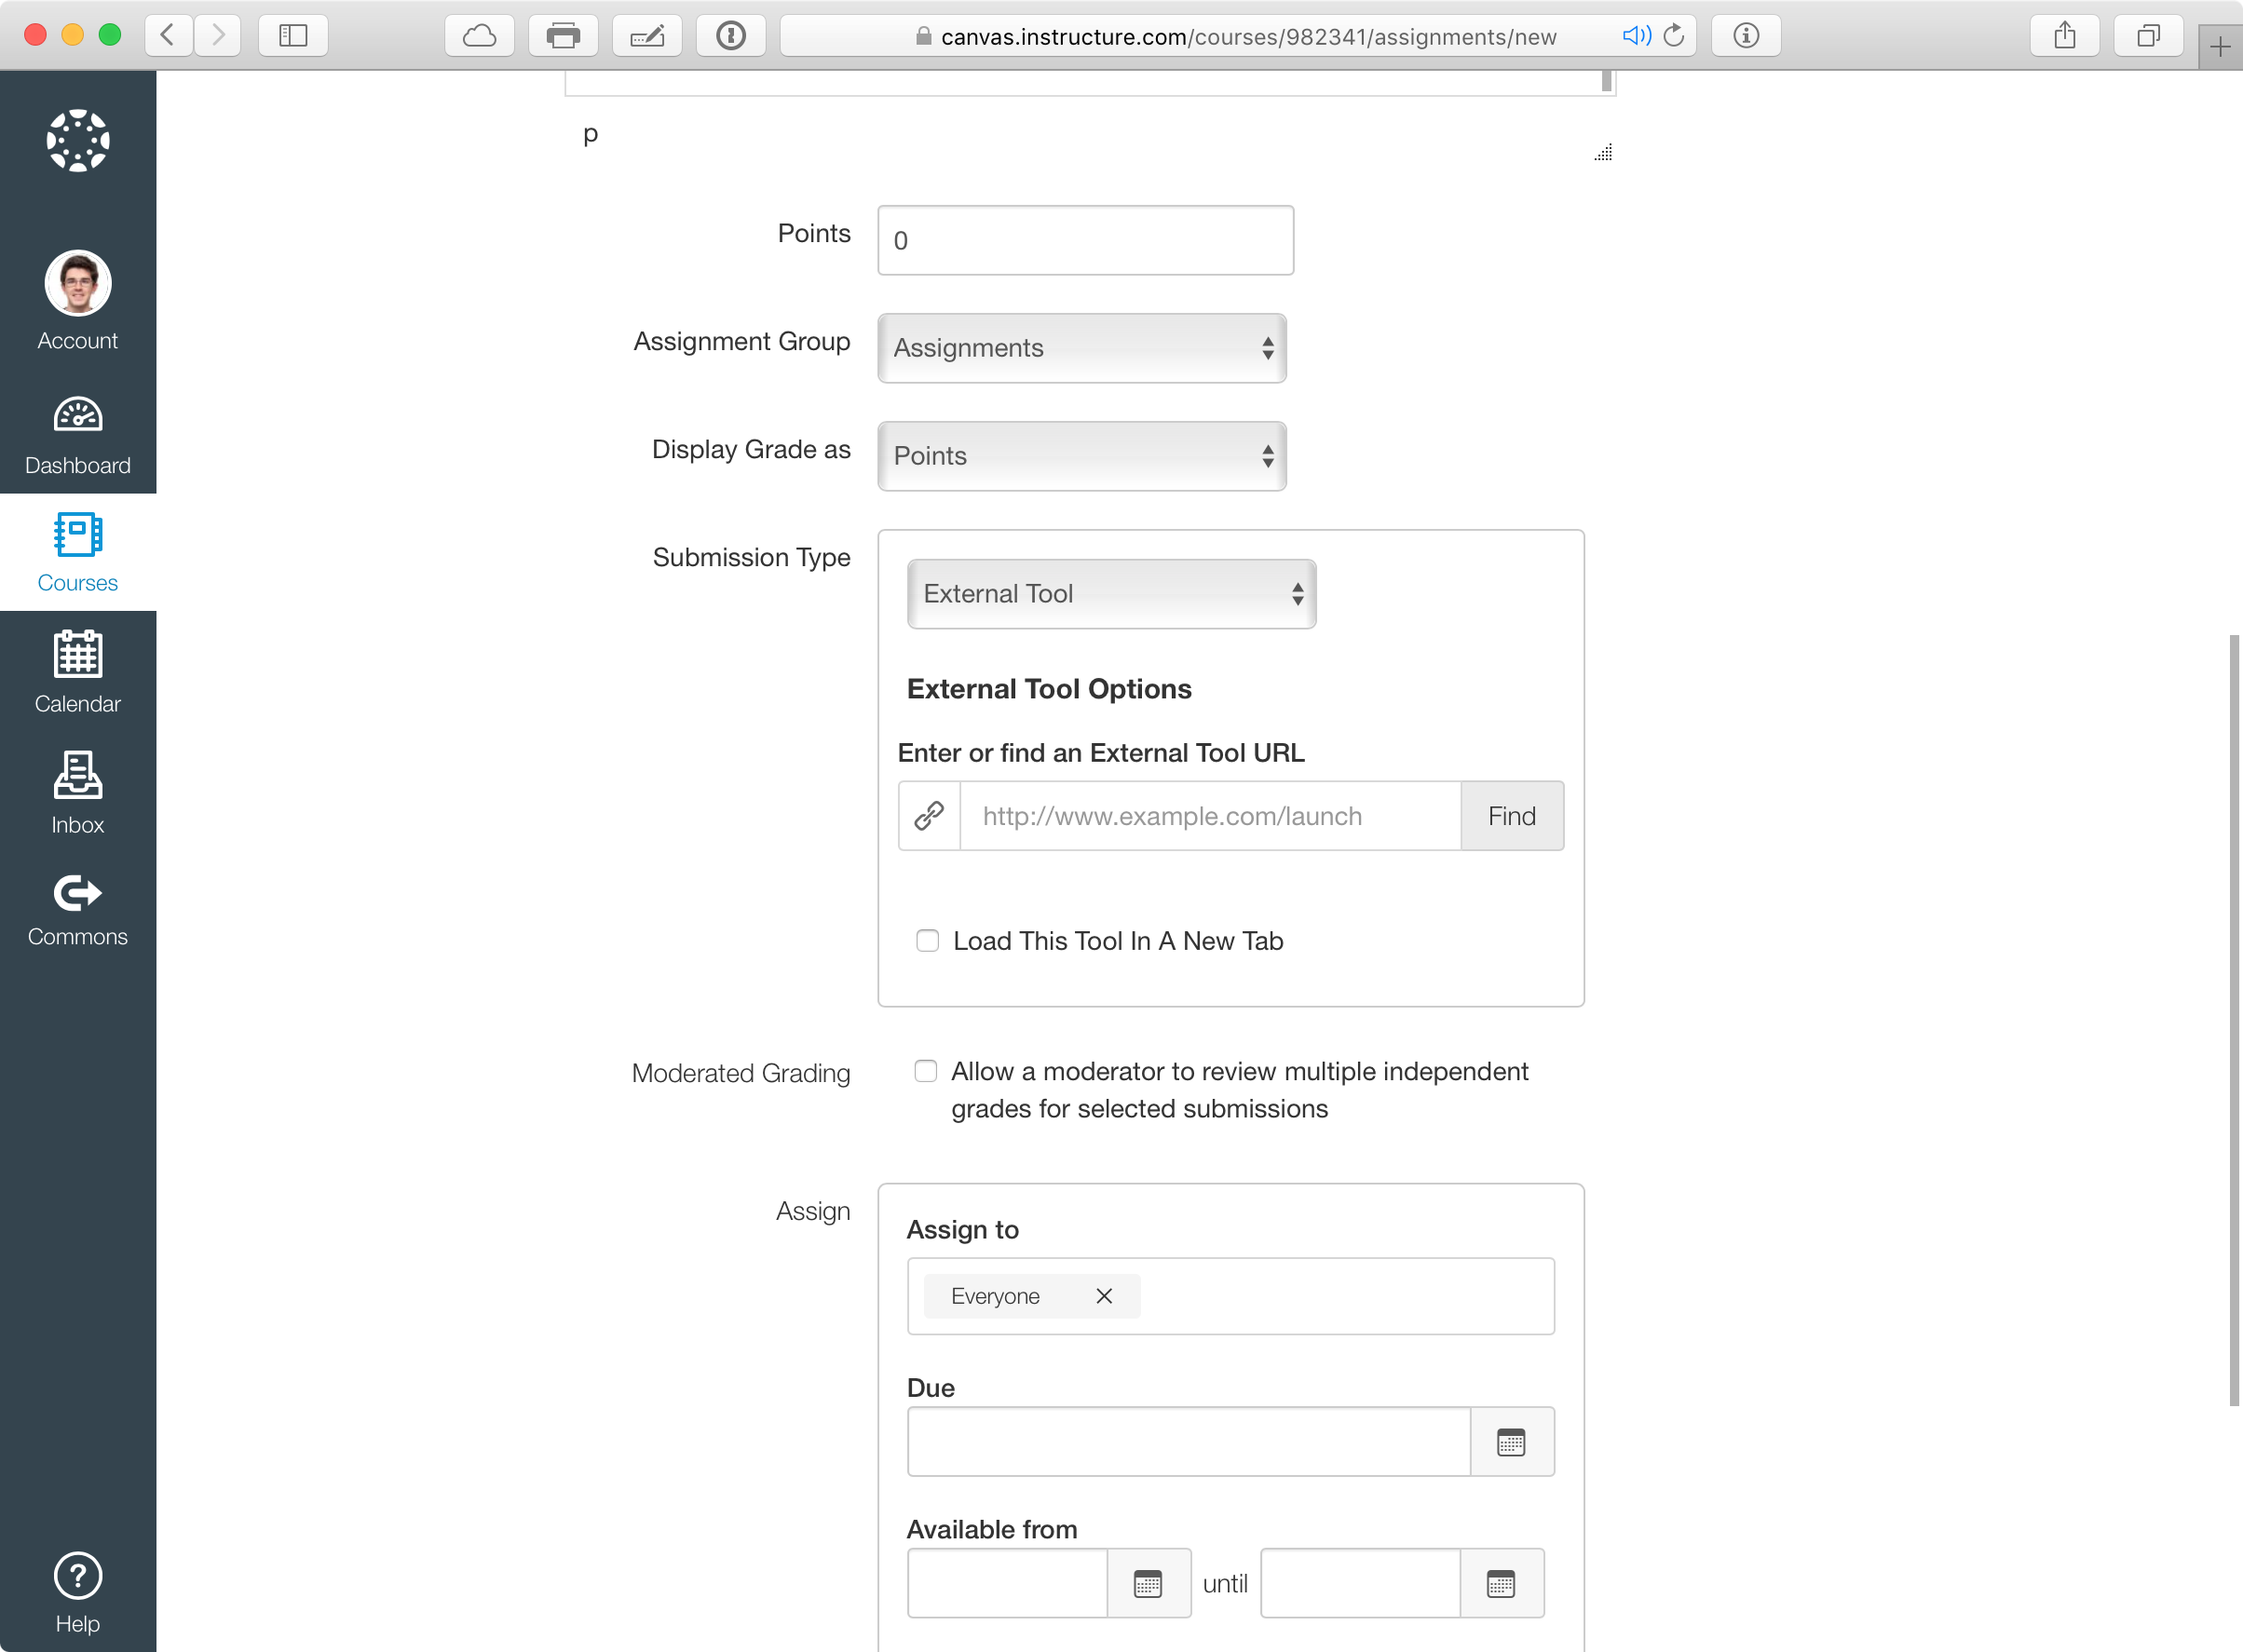 canvas.instructure.com/courses/982341/assignments/new
p
Points
0
Account
Assignment Group
Assignments
Display Grade as
Points
Dashboard
Submission Type
External Tool
Courses
External Tool Options
Calendar
Enter or find an External Tool URL
http://www.example.com/launch
Find
Inbox
Load This Tool In A New Tab
Commons
Moderated Grading
Allow a moderator to review multiple independent
grades for selected submissions
Assign
Assign to
Everyone
Due
Available from
until
Help